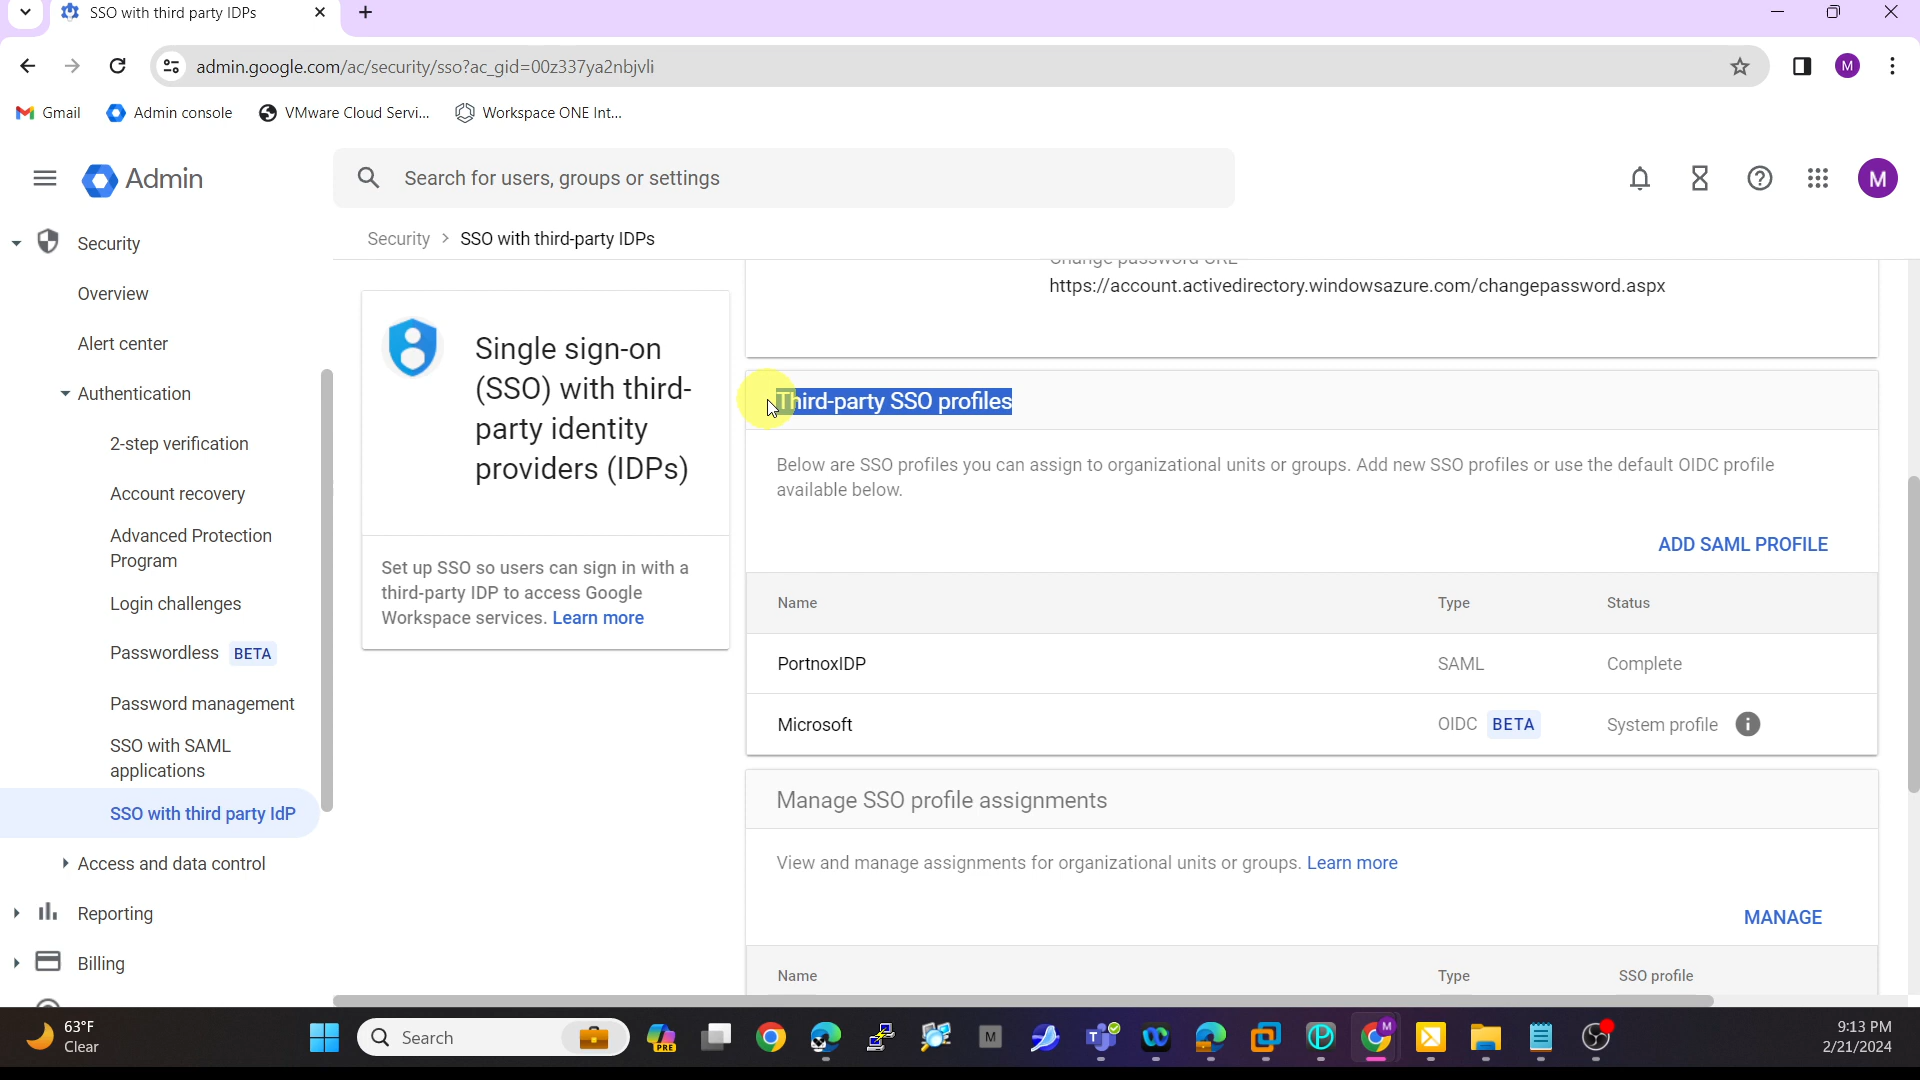 SSO with third party IDPs
admin.google.com/ac/security/sso?ac_gid=00z337ya2nbjvli
M
Gmail
Admin console
VMware Cloud Servi...
Workspace ONE Int...
Admin
Search for users, groups or settings
M
Security
Overview
Alert center
Authentication
2-step verification
Account recovery
Advanced Protection
Program
Login challenges
Passwordless BETA
Password management
SSO with SAML
applications
SSO with third party IdP
Access and data control
Reporting
Billing
Security > SSO with third-party IDPs
Single sign-on
(SSO) with third-
party identity
providers (IDPs)
Set up SSO so users can sign in with a
third-party IDP to access Google
Workspace services. Learn more
Change password URL
https://account.activedirectory.windowsazure.com/changepassword.aspx
Third-party SSO profiles
Below are SSO profiles you can assign to organizational units or groups. Add new SSO profiles or use the default OIDC profile
available below.
ADD SAML PROFILE
Name Type Status
PortnoxIDP SAML Complete
Microsoft OIDC BETA System profile
Manage SSO profile assignments
View and manage assignments for organizational units or groups. Learn more
MANAGE
Name Type SSO profile
63°F
Clear
Search
PRE
M
M
9:13 PM
2/21/2024